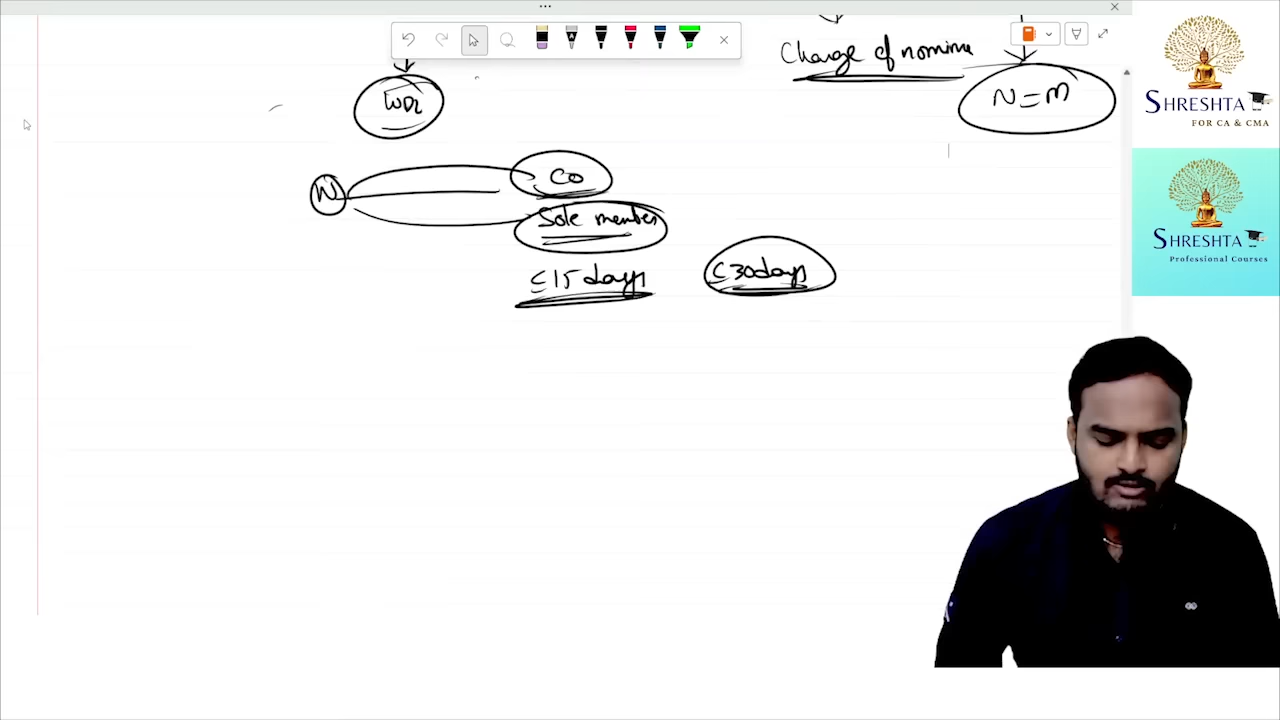 Change of nominee
N = M
WDL
N
CO
Sole member
≤ 15 days
≤ 30 days
SHRESHTA
FOR CA & CMA
SHRESHTA
Professional Courses